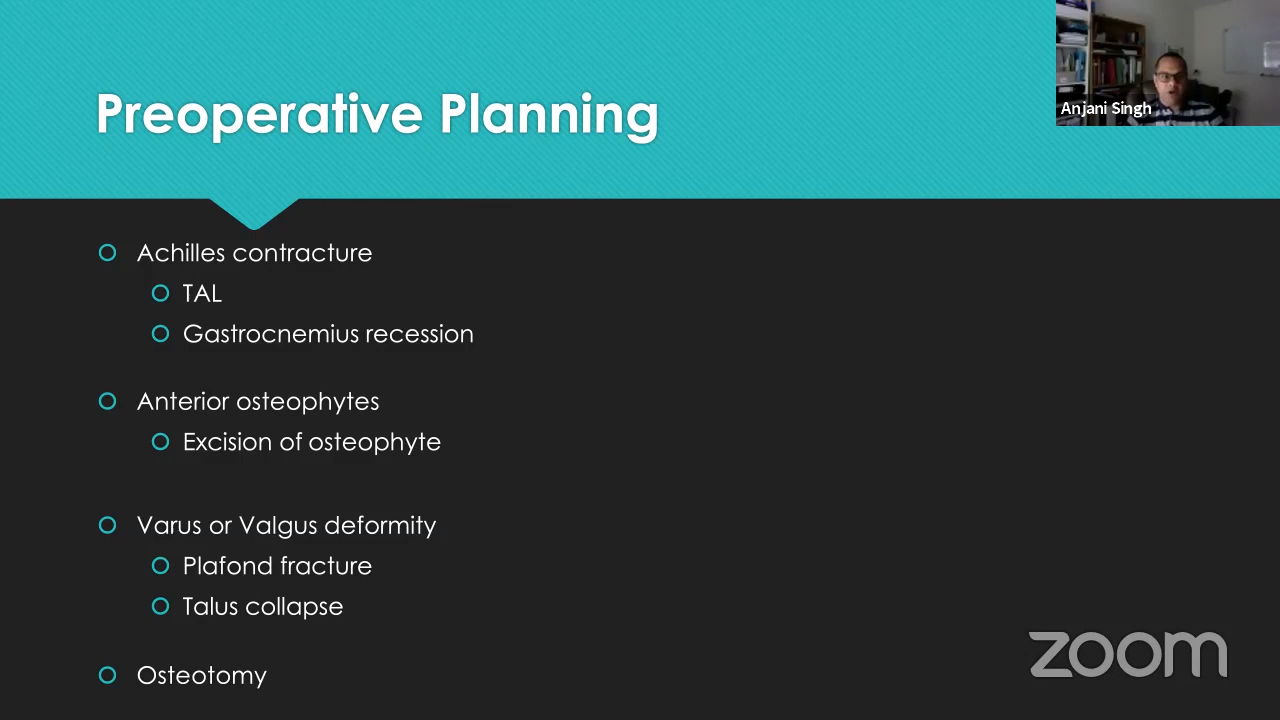 Preoperative Planning
Anjani Singh
Achilles contracture
TAL
Gastrocnemius recession
Anterior osteophytes
Excision of osteophyte
Varus or Valgus deformity
Plafond fracture
Talus collapse
Osteotomy
zoom